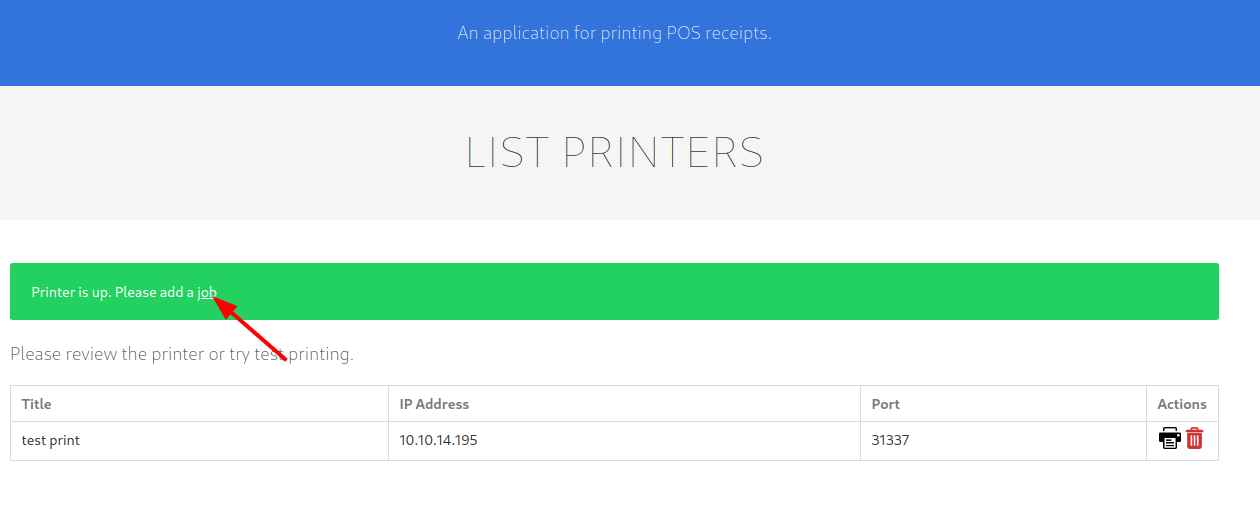 An application for printing POS receipts.
LIST PRINTERS
Printer is up. Please add a job
Please review the printer or try test printing.
Title IP Address Port Actions
test print 10.10.14.195 31337